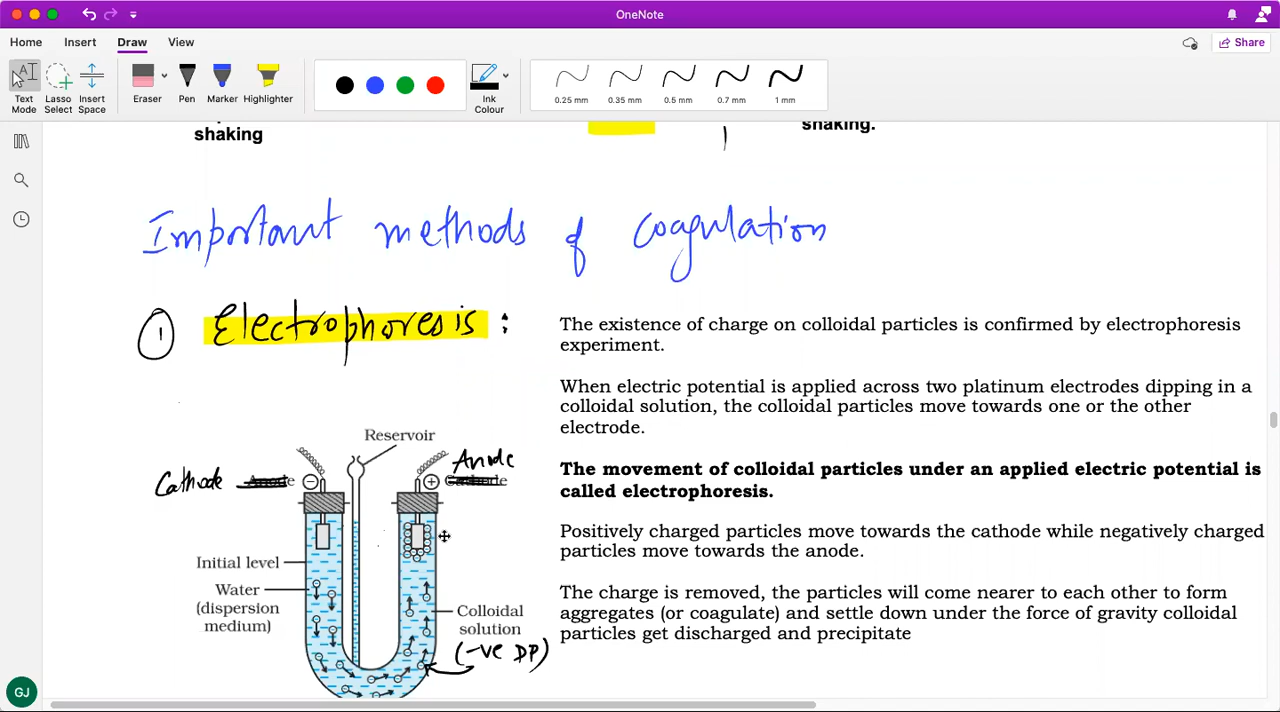 OneNote
Home Insert Draw View
Share
Text Mode
Lasso Select
Insert Space
Eraser
Pen
Marker
Highlighter
Ink Colour
0.25 mm
0.35 mm
0.5 mm
0.7 mm
1 mm
shaking
shaking.
Important methods of coagulation
1 Electrophoresis :
The existence of charge on colloidal particles is confirmed by electrophoresis
experiment.
When electric potential is applied across two platinum electrodes dipping in a
colloidal solution, the colloidal particles move towards one or the other
electrode.
The movement of colloidal particles under an applied electric potential is
called electrophoresis.
Positively charged particles move towards the cathode while negatively charged
particles move towards the anode.
The charge is removed, the particles will come nearer to each other to form
aggregates (or coagulate) and settle down under the force of gravity colloidal
particles get discharged and precipitate
Reservoir
Cathode Anode
Anode Cathode
Initial level
Water
(dispersion
medium)
Colloidal
solution
(-ve DP)
GJ